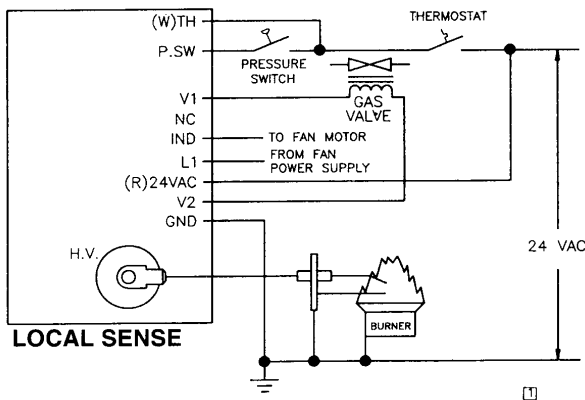 (W)TH
THERMOSTAT
P.SW
PRESSURE
SWITCH
V1
GAS
VALVE
NC
IND
TO FAN MOTOR
L1
FROM FAN
POWER SUPPLY
(R)24VAC
V2
GND
H.V.
24 VAC
BURNER
LOCAL SENSE
1